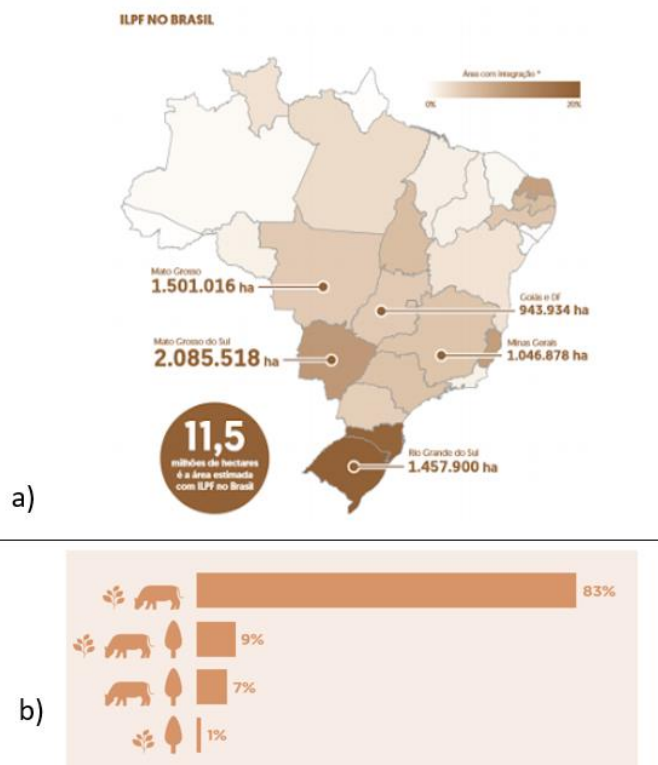 ILPF NO BRASIL
Área com integração *
0% 20%
Mato Grosso
1.501.016 ha
Goiás e DF
943.934 ha
Mato Grosso do Sul
2.085.518 ha
Minas Gerais
1.046.878 ha
11,5
milhões de hectares
é a área estimada
com ILPF no Brasil
Rio Grande do Sul
1.457.900 ha
a)
83%
9%
7%
b)
1%